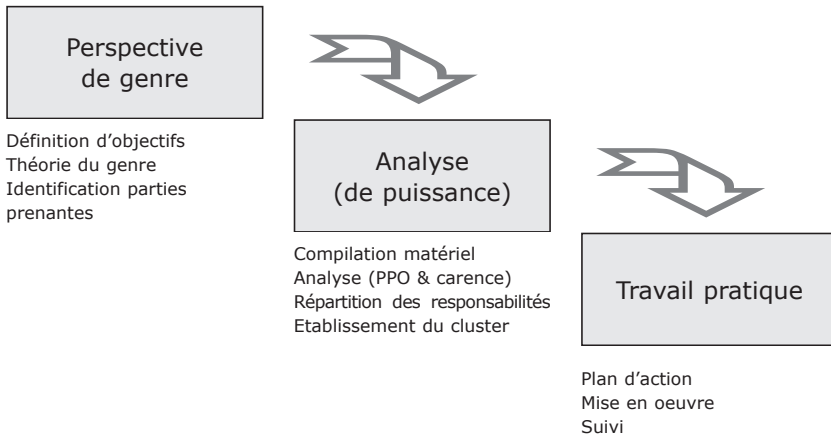 Perspective
de genre
Définition d’objectifs
Théorie du genre
Identification parties
prenantes
Analyse
(de puissance)
Compilation matériel
Analyse (PPO & carence)
Répartition des responsabilités
Etablissement du cluster
Travail pratique
Plan d’action
Mise en oeuvre
Suivi